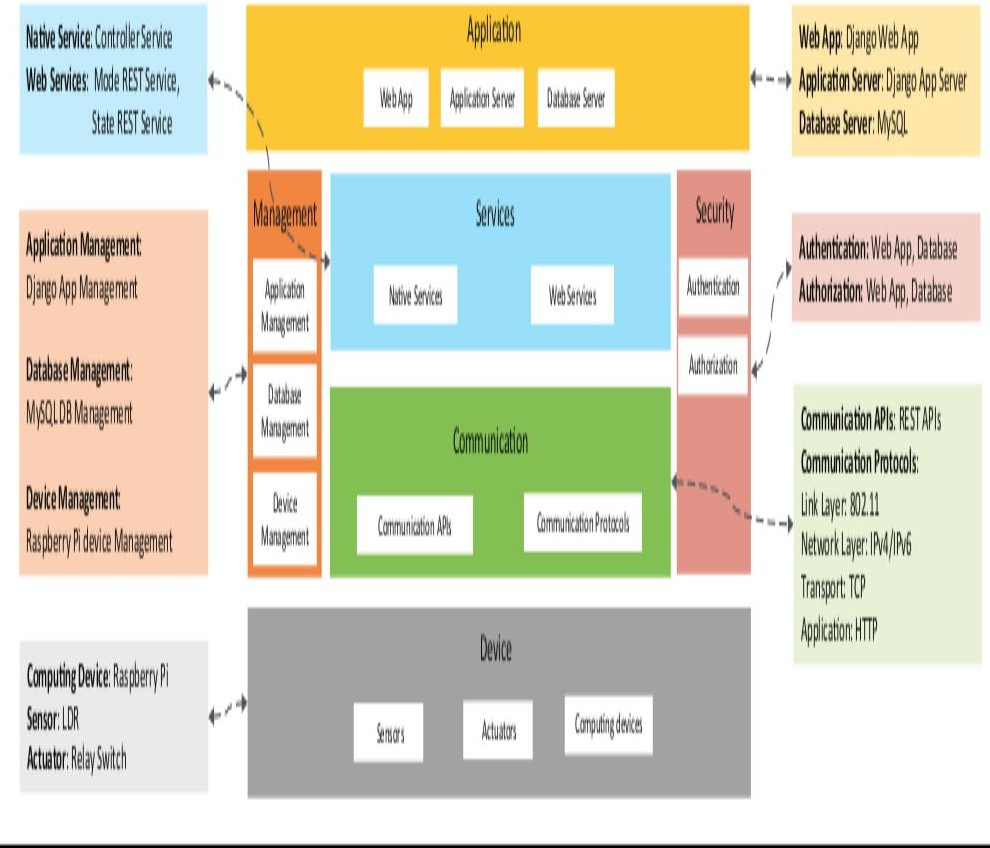 Native Service: Controller Service
Web Services: Mode REST Service,
State REST Service
Application
Web App
Application Server
Database Server
Web App: Django Web App
Application Server: Django App Server
Database Server: MySQL
Application Management:
Django App Management
Database Management:
MySQL DB Management
Device Management:
Raspberry Pi device Management
Management
Application
Management
Database
Management
Device
Management
Services
Native Services
Web Services
Communication
Communication APIs
Communication Protocols
Security
Authentication
Authorization
Authentication: Web App, Database
Authorization: Web App, Database
Communication APIs: REST APIs
Communication Protocols:
Link Layer: 802.11
Network Layer: IPv4/IPv6
Transport: TCP
Application: HTTP
Computing Device: Raspberry Pi
Sensor: LDR
Actuator: Relay Switch
Device
Sensors
Actuators
Computing devices